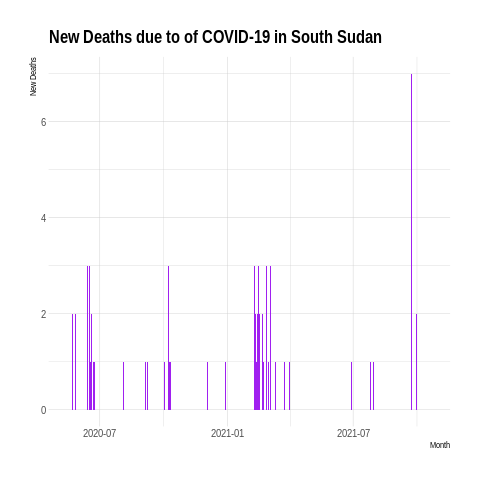 New Deaths due to of COVID-19 in South Sudan
New Deaths
6
4
2
0
2020-07 2021-01 2021-07
Month